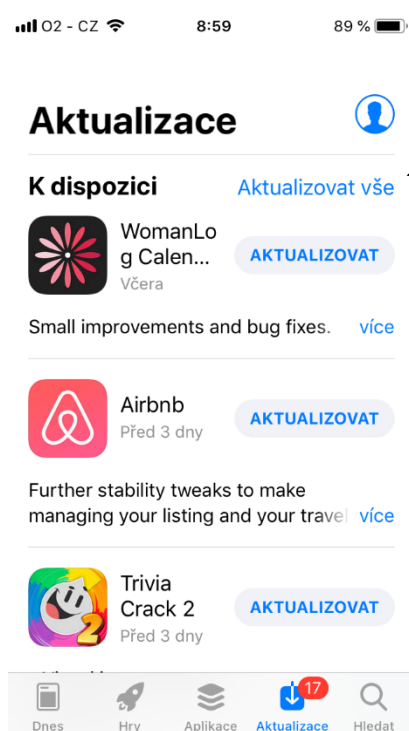 O2 - CZ 8:59 89 %
Aktualizace
K dispozici Aktualizovat vše
WomanLo
g Calen... AKTUALIZOVAT
Včera
Small improvements and bug fixes. více
Airbnb AKTUALIZOVAT
Před 3 dny
Further stability tweaks to make
managing your listing and your travel více
Trivia
Crack 2 AKTUALIZOVAT
Před 3 dny
2
17
Dnes Hry Aplikace Aktualizace Hledat